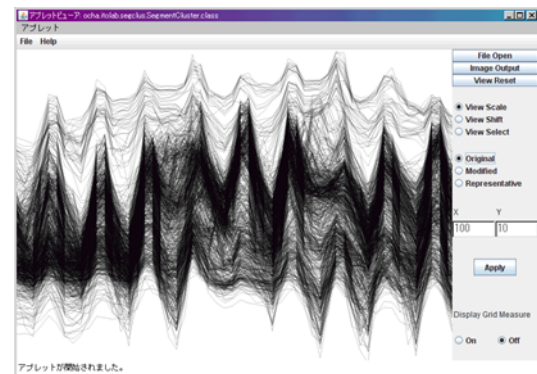 アプレットビューア: ocha.itolab.segclus.SegmentCluster.class
アプレット
File Help
File Open
Image Output
View Reset
View Scale
View Shift
View Select
Original
Modified
Representative
X Y
100 10
Apply
Display Grid Measure
On Off
アプレットが開始されました。